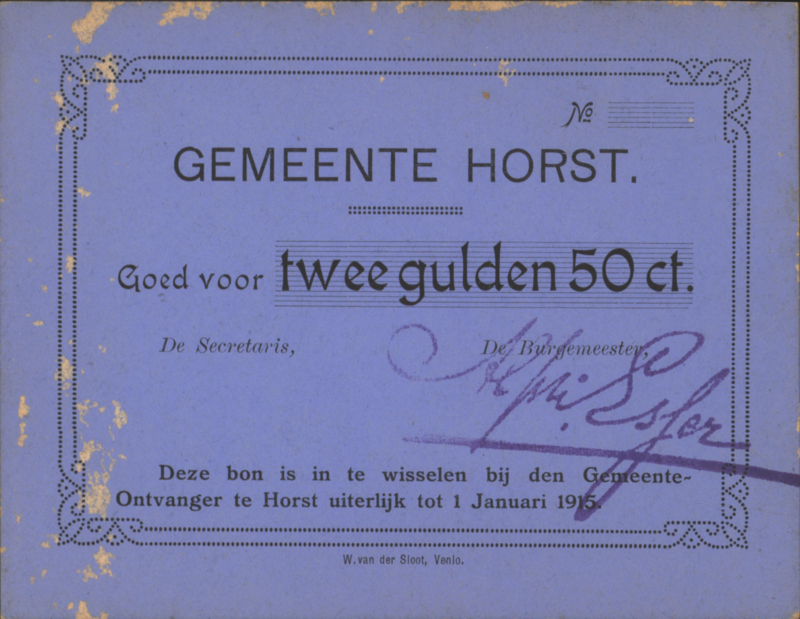 No
GEMEENTE HORST.
Goed voor twee gulden 50 ct.
De Secretaris, De Burgemeester,
Deze bon is in te wisselen bij den Gemeente-
Ontvanger te Horst uiterlijk tot 1 Januari 1915.
W. van der Sloot, Venlo.